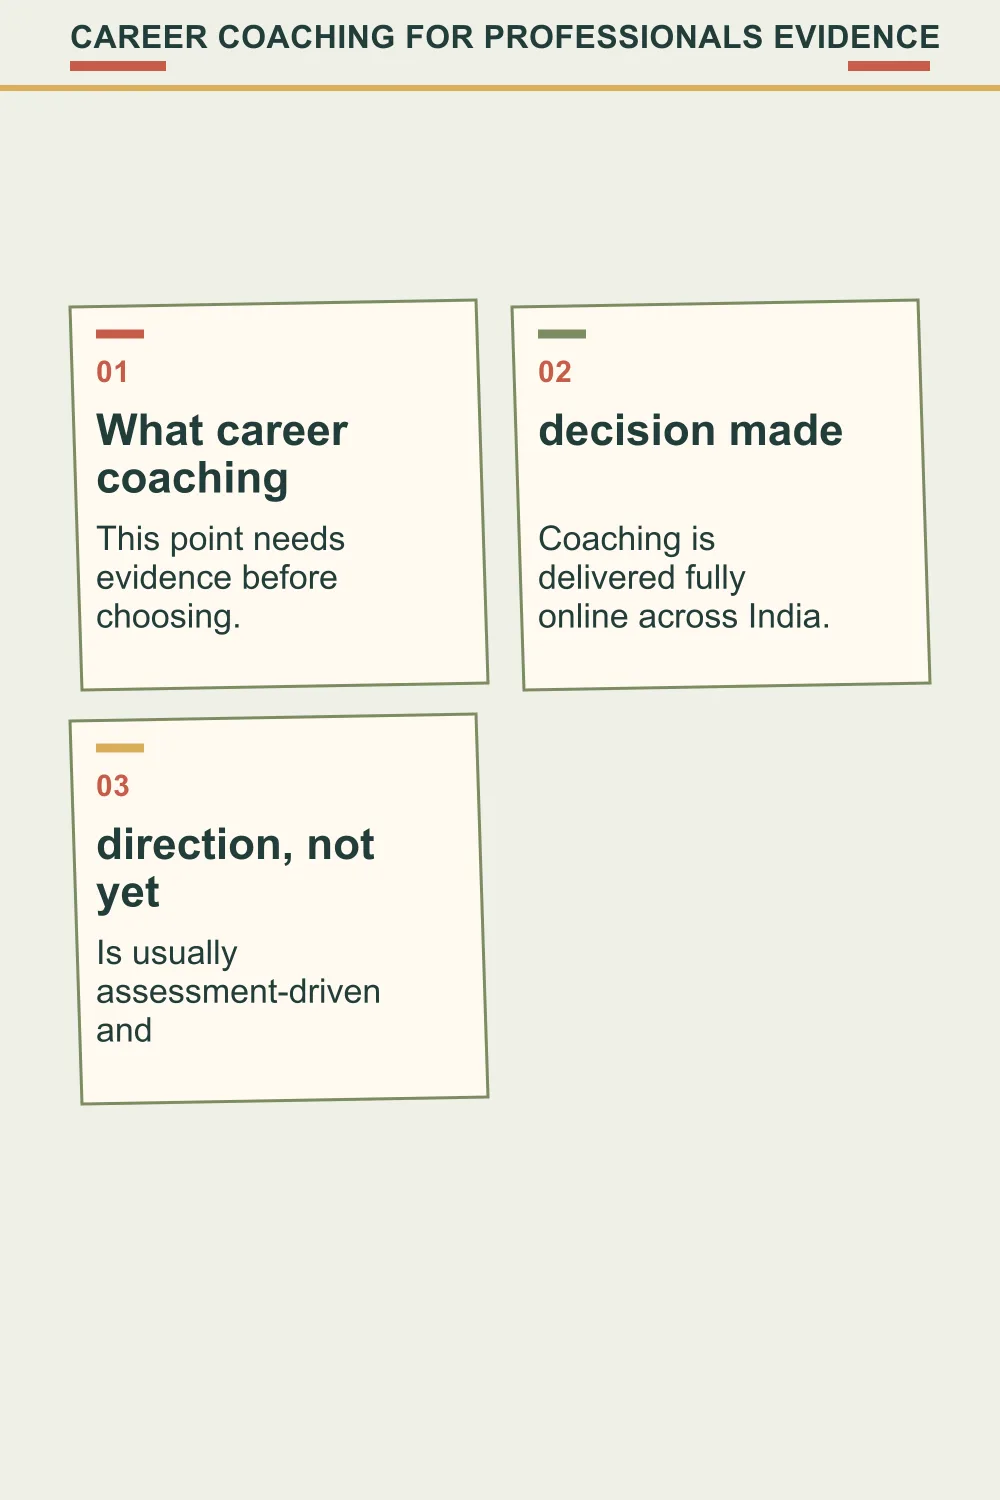 CAREER COACHING FOR PROFESSIONALS EVIDENCE
01
What career
coaching
This point needs
evidence before
choosing.
02
decision made
Coaching is
delivered fully
online across India.
03
direction, not
yet
Is usually
assessment-driven
and